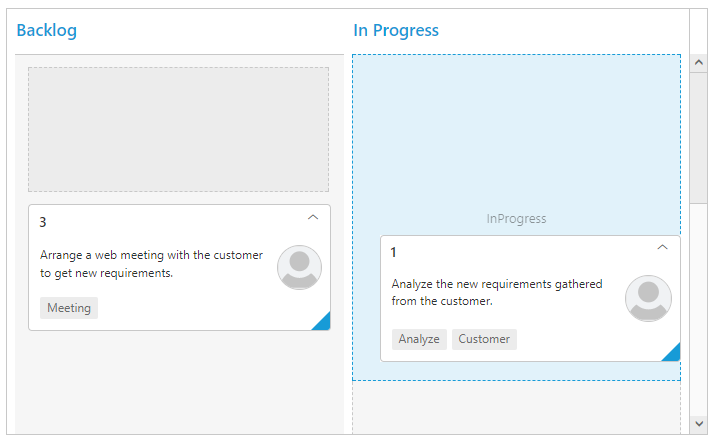 Backlog
In Progress
3
Arrange a web meeting with the customer
to get new requirements.
Meeting
InProgress
1
Analyze the new requirements gathered
from the customer.
Analyze Customer